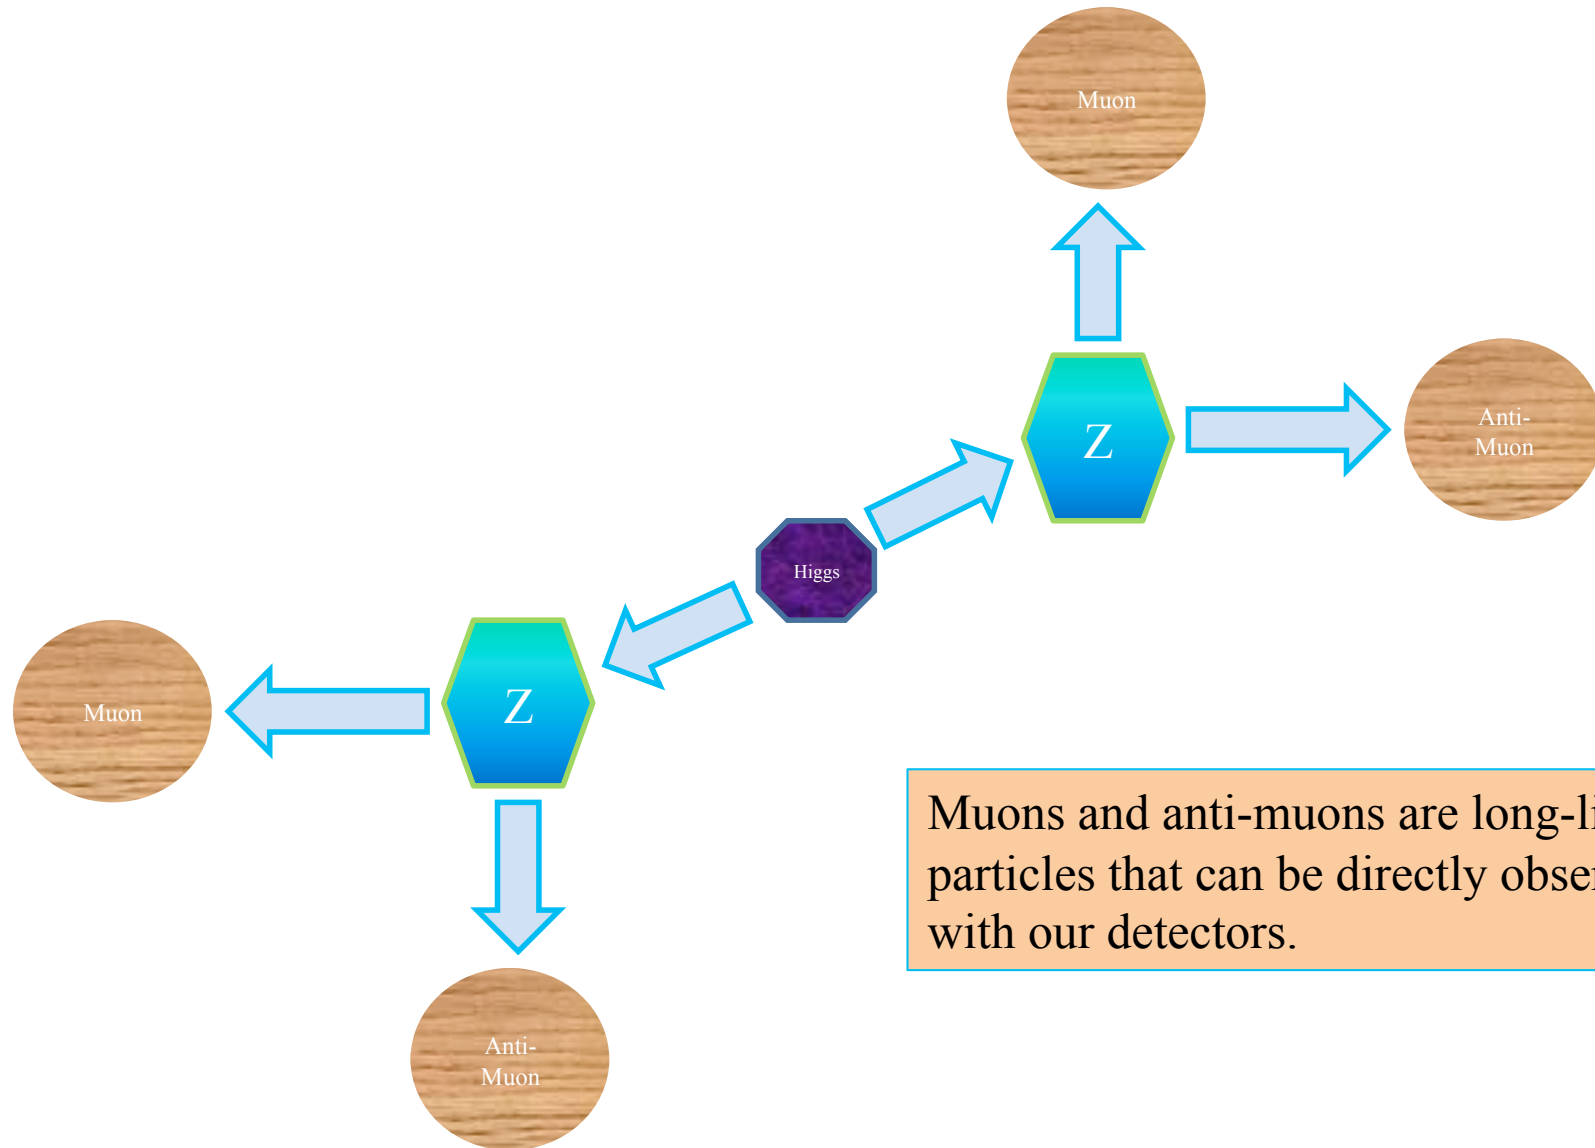 Muon
Anti-
Muon
Z
Higgs
Z
Muon
Muons and anti-muons are long-li
particles that can be directly obser
with our detectors.
Anti-
Muon